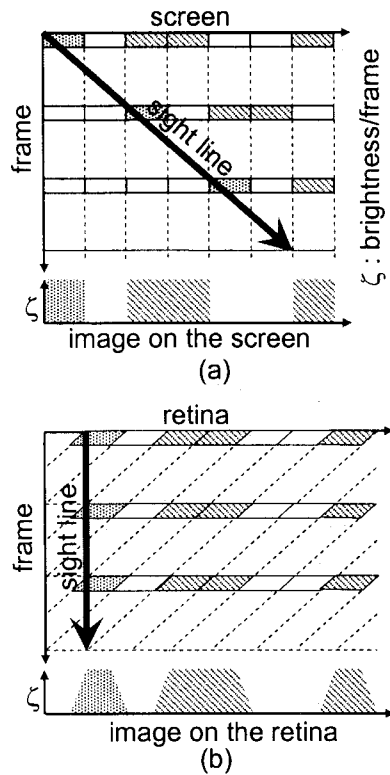 screen
frame
sight line
ζ : brightness/frame
ζ
image on the screen
(a)
retina
frame
sight line
ζ
image on the retina
(b)